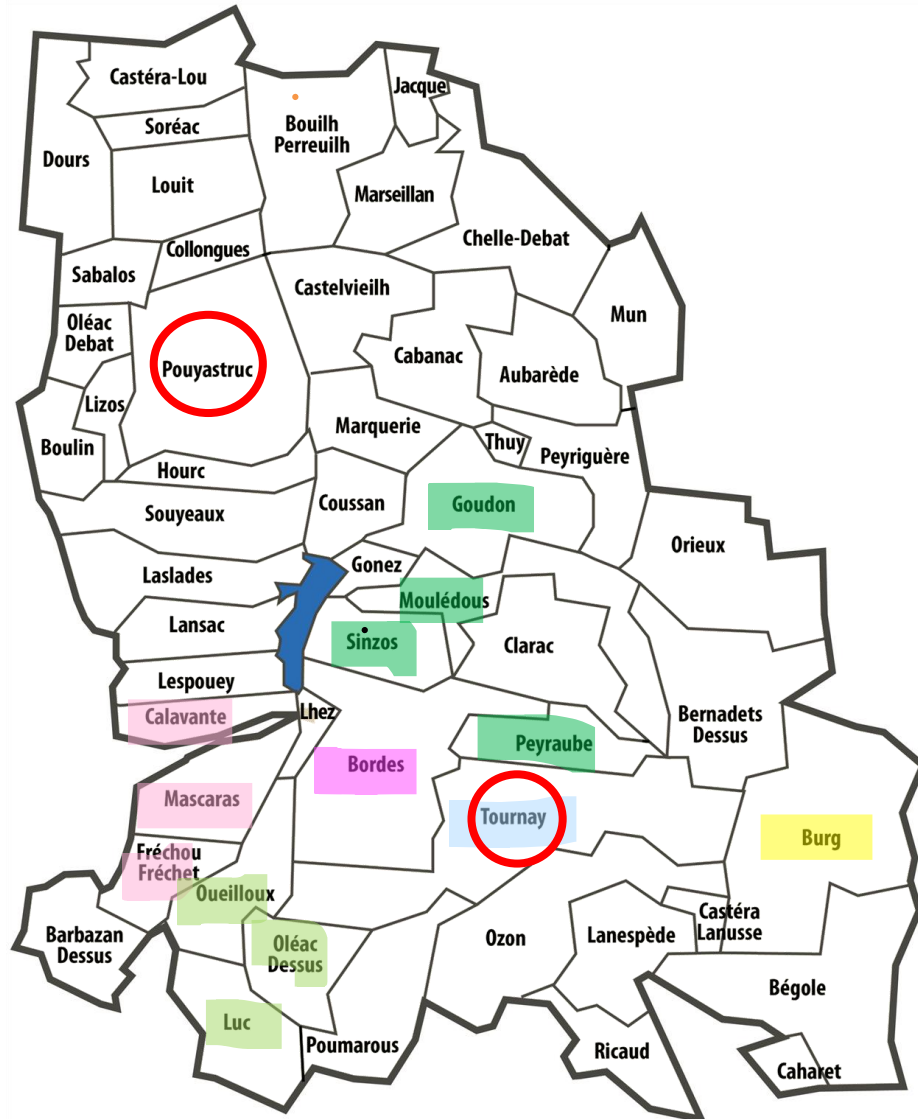 Castéra-Lou
Jacque
Soréac
Bouilh
Perreuilh
Dours
Louit
Marseillan
Collongues
Chelle-Debat
Sabalos
Castelvieilh
Mun
Oléac
Debat
Cabanac
Pouyastruc
Aubarède
Lizos
Marquerie
Boulin
Thuy
Peyriguère
Hourc
Coussan
Goudon
Souyeaux
Orieux
Gonez
Laslades
Moulédous
Lansac
Sinzos
Clarac
Lespouey
Calavante
Lhez
Bernadets
Dessus
Peyraube
Bordes
Mascaras
Tournay
Burg
Fréchou
Fréchet
Oueilloux
Castéra
Lanusse
Barbazan
Dessus
Oléac
Dessus
Ozon
Lanespède
Bégole
Luc
Poumarous
Ricaud
Caharet